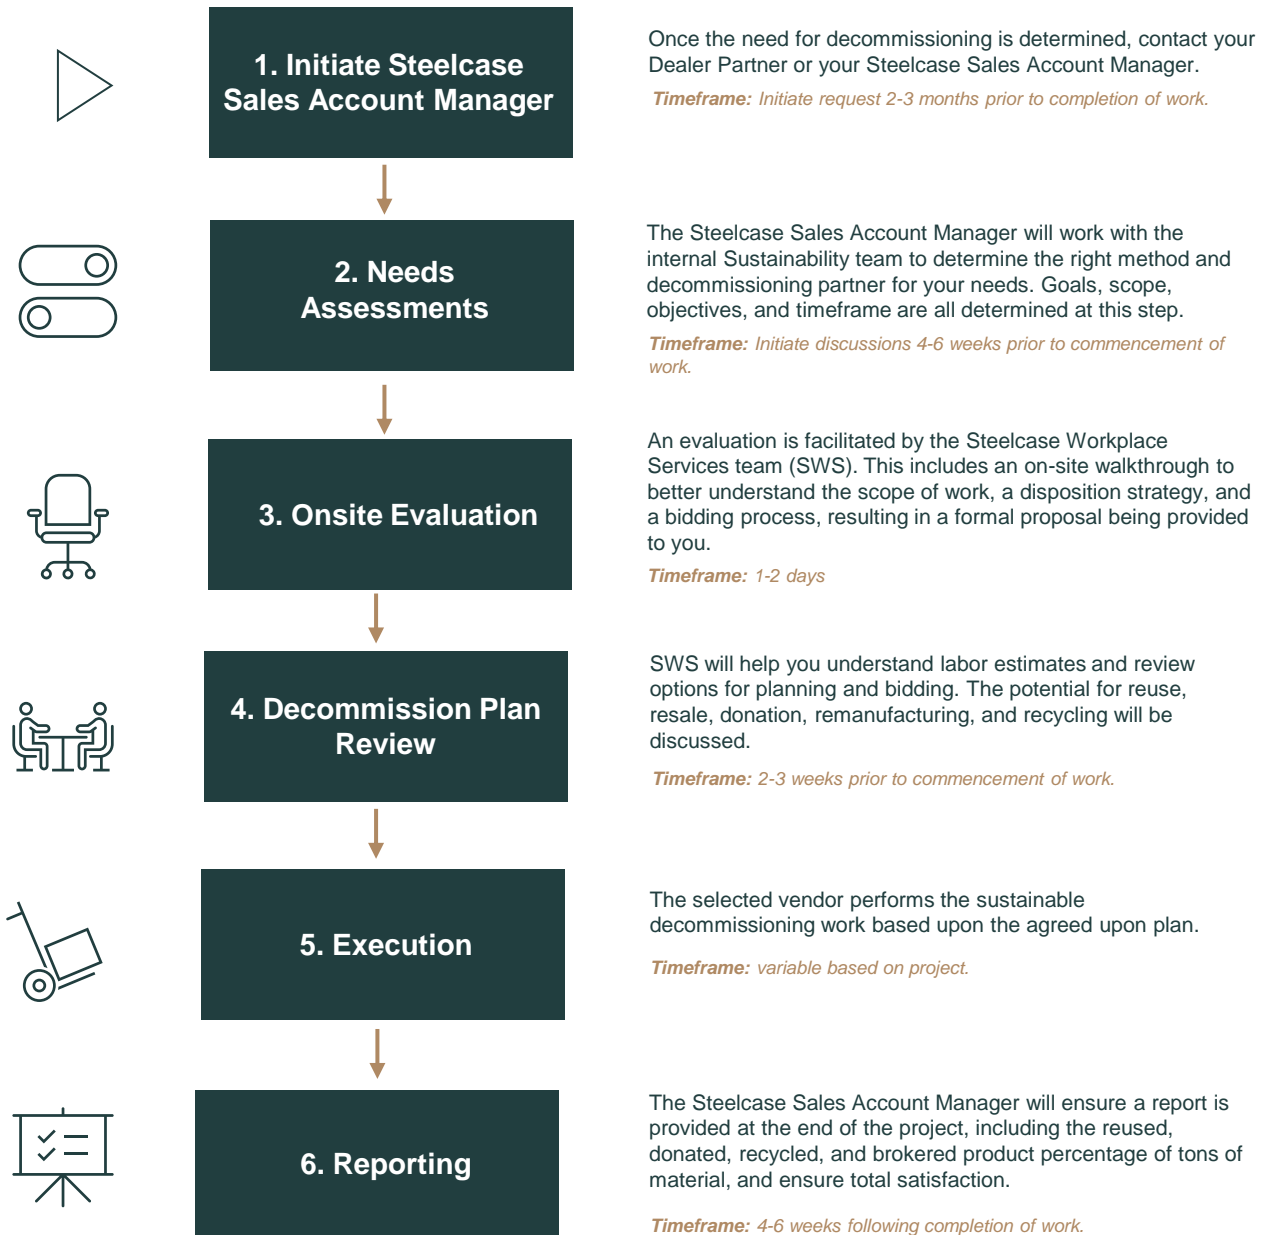 1. Initiate Steelcase
Sales Account Manager
Once the need for decommissioning is determined, contact your
Dealer Partner or your Steelcase Sales Account Manager.
Timeframe: Initiate request 2-3 months prior to completion of work.
2. Needs
Assessments
The Steelcase Sales Account Manager will work with the
internal Sustainability team to determine the right method and
decommissioning partner for your needs. Goals, scope,
objectives, and timeframe are all determined at this step.
Timeframe: Initiate discussions 4-6 weeks prior to commencement of
work.
3. Onsite Evaluation
An evaluation is facilitated by the Steelcase Workplace
Services team (SWS). This includes an on-site walkthrough to
better understand the scope of work, a disposition strategy, and
a bidding process, resulting in a formal proposal being provided
to you.
Timeframe: 1-2 days
4. Decommission Plan
Review
SWS will help you understand labor estimates and review
options for planning and bidding. The potential for reuse,
resale, donation, remanufacturing, and recycling will be
discussed.
Timeframe: 2-3 weeks prior to commencement of work.
5. Execution
The selected vendor performs the sustainable
decommissioning work based upon the agreed upon plan.
Timeframe: variable based on project.
6. Reporting
The Steelcase Sales Account Manager will ensure a report is
provided at the end of the project, including the reused,
donated, recycled, and brokered product percentage of tons of
material, and ensure total satisfaction.
Timeframe: 4-6 weeks following completion of work.